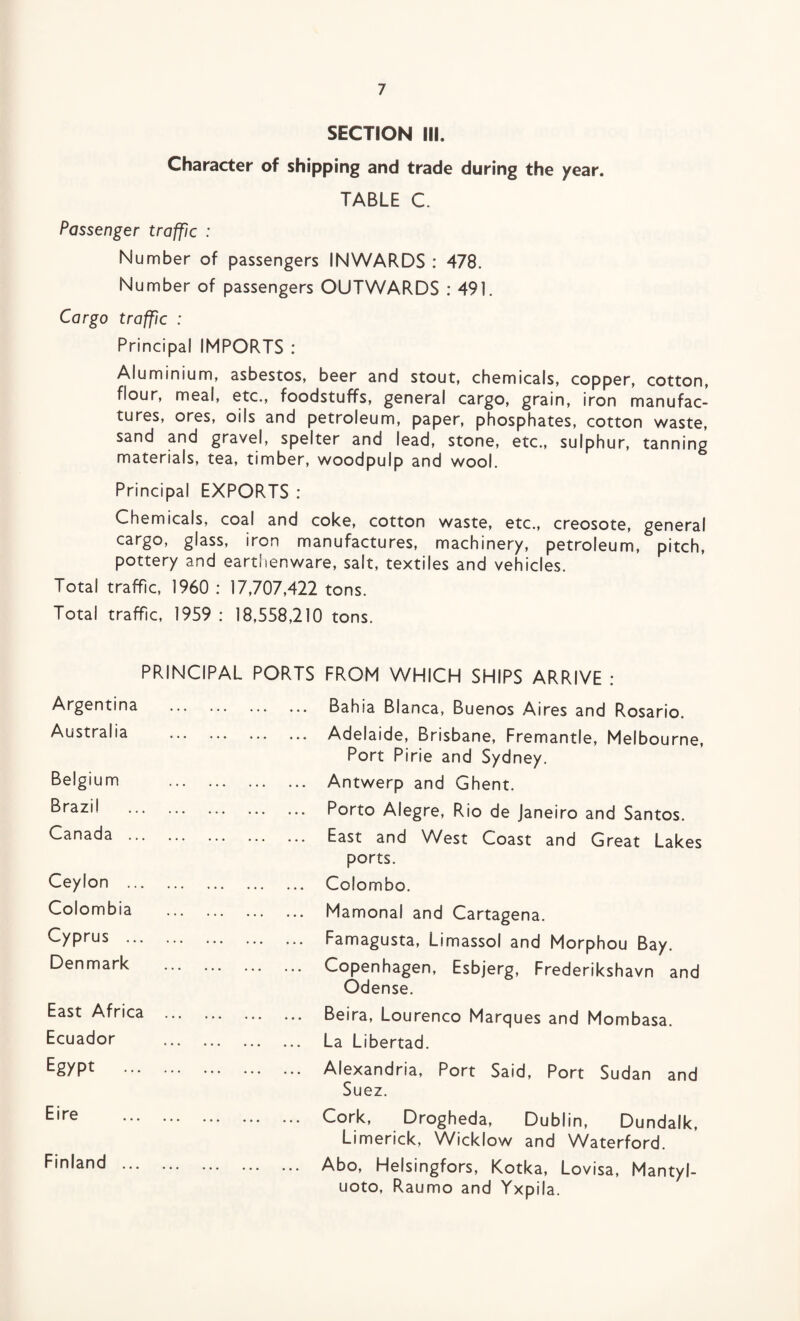 7
SECTION III.
Character of shipping and trade during the year.
TABLE C.
Passenger traffic :
Number of passengers INWARDS : 478.
Number of passengers OUTWARDS : 491.
Cargo traffic :
Principal IMPORTS :
Aluminium, asbestos, beer and stout, chemicals, copper, cotton,
flour, meal, etc., foodstuffs, general cargo, grain, iron manufac-
tures, ores, oils and petroleum, paper, phosphates, cotton waste,
sand and gravel, spelter and lead, stone, etc., sulphur, tanning
materials, tea, timber, woodpulp and wool.
Principal EXPORTS :
Chemicals, coal and coke, cotton waste, etc., creosote, general
cargo, glass, iron manufactures, machinery, petroleum, pitch,
pottery and earthenware, salt, textiles and vehicles.
Total traffic, 1960 : 17,707,422 tons.
Total traffic, 1959 : 18,558,210 tons.
PRINCIPAL PORTS FROM WHICH SHIPS ARRIVE :
Argentina ... ... ... ... Bahia Blanca, Buenos Aires and Rosario.
Australia ... ... ... ... Adelaide, Brisbane, Fremantle, Melbourne,
Port Pirie and Sydney.
Belgium ... ... ... ... Antwerp and Ghent.
Brazil ... ... ... ... ... Porto Alegre, Rio de Janeiro and Santos.
Canada ... ... ... ... ... East and West Coast and Great Lakes
ports.
Ceylon ... ... ... ... ... Colombo.
Colombia ... ... ... ... Mamonal and Cartagena.
Cyprus ... ... ... ... ... Famagusta, Limassol and Morphou Bay.
Denmark ... ... ... ... Copenhagen, Esbjerg, Frederikshavn and
Odense.
East Africa ... ... ... ... Beira, Lourenco Marques and Mombasa.
Ecuador ... ... ... ... La Libertad.
Egypt ... ... ... ... ... Alexandria, Port Said, Port Sudan and
Suez.
Eire ... ... ... ... ... Cork, Drogheda, Dublin, Dundalk,
Limerick, Wicklow and Waterford.
Finland ... ... ... ... ... Abo, Helsingfors, Kotka, Lovisa, Mantyl-
uoto, Raumo and Yxpila.